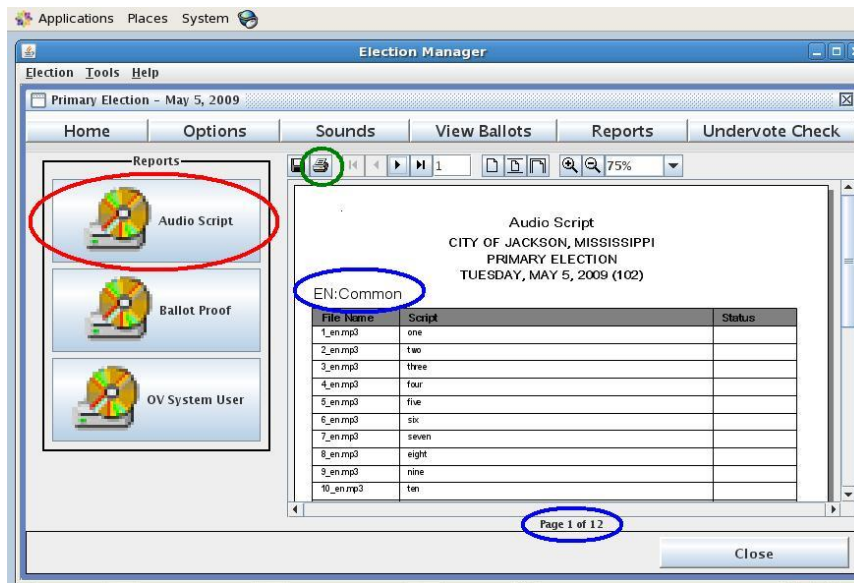 Applications Places System
Election Manager
Election Tools Help
Primary Election - May 5, 2009
Home Options Sounds View Ballots Reports Undervote Check
Reports
Audio Script
Ballot Proof
OV System User
1 75%
Audio Script
CITY OF JACKSON, MISSISSIPPI
PRIMARY ELECTION
TUESDAY, MAY 5, 2009 (102)
EN:Common
File Name Script Status
1_en.mp3 one
2_en.mp3 two
3_en.mp3 three
4_en.mp3 four
5_en.mp3 five
6_en.mp3 six
7_en.mp3 seven
8_en.mp3 eight
9_en.mp3 nine
10_en.mp3 ten
Page 1 of 12
Close